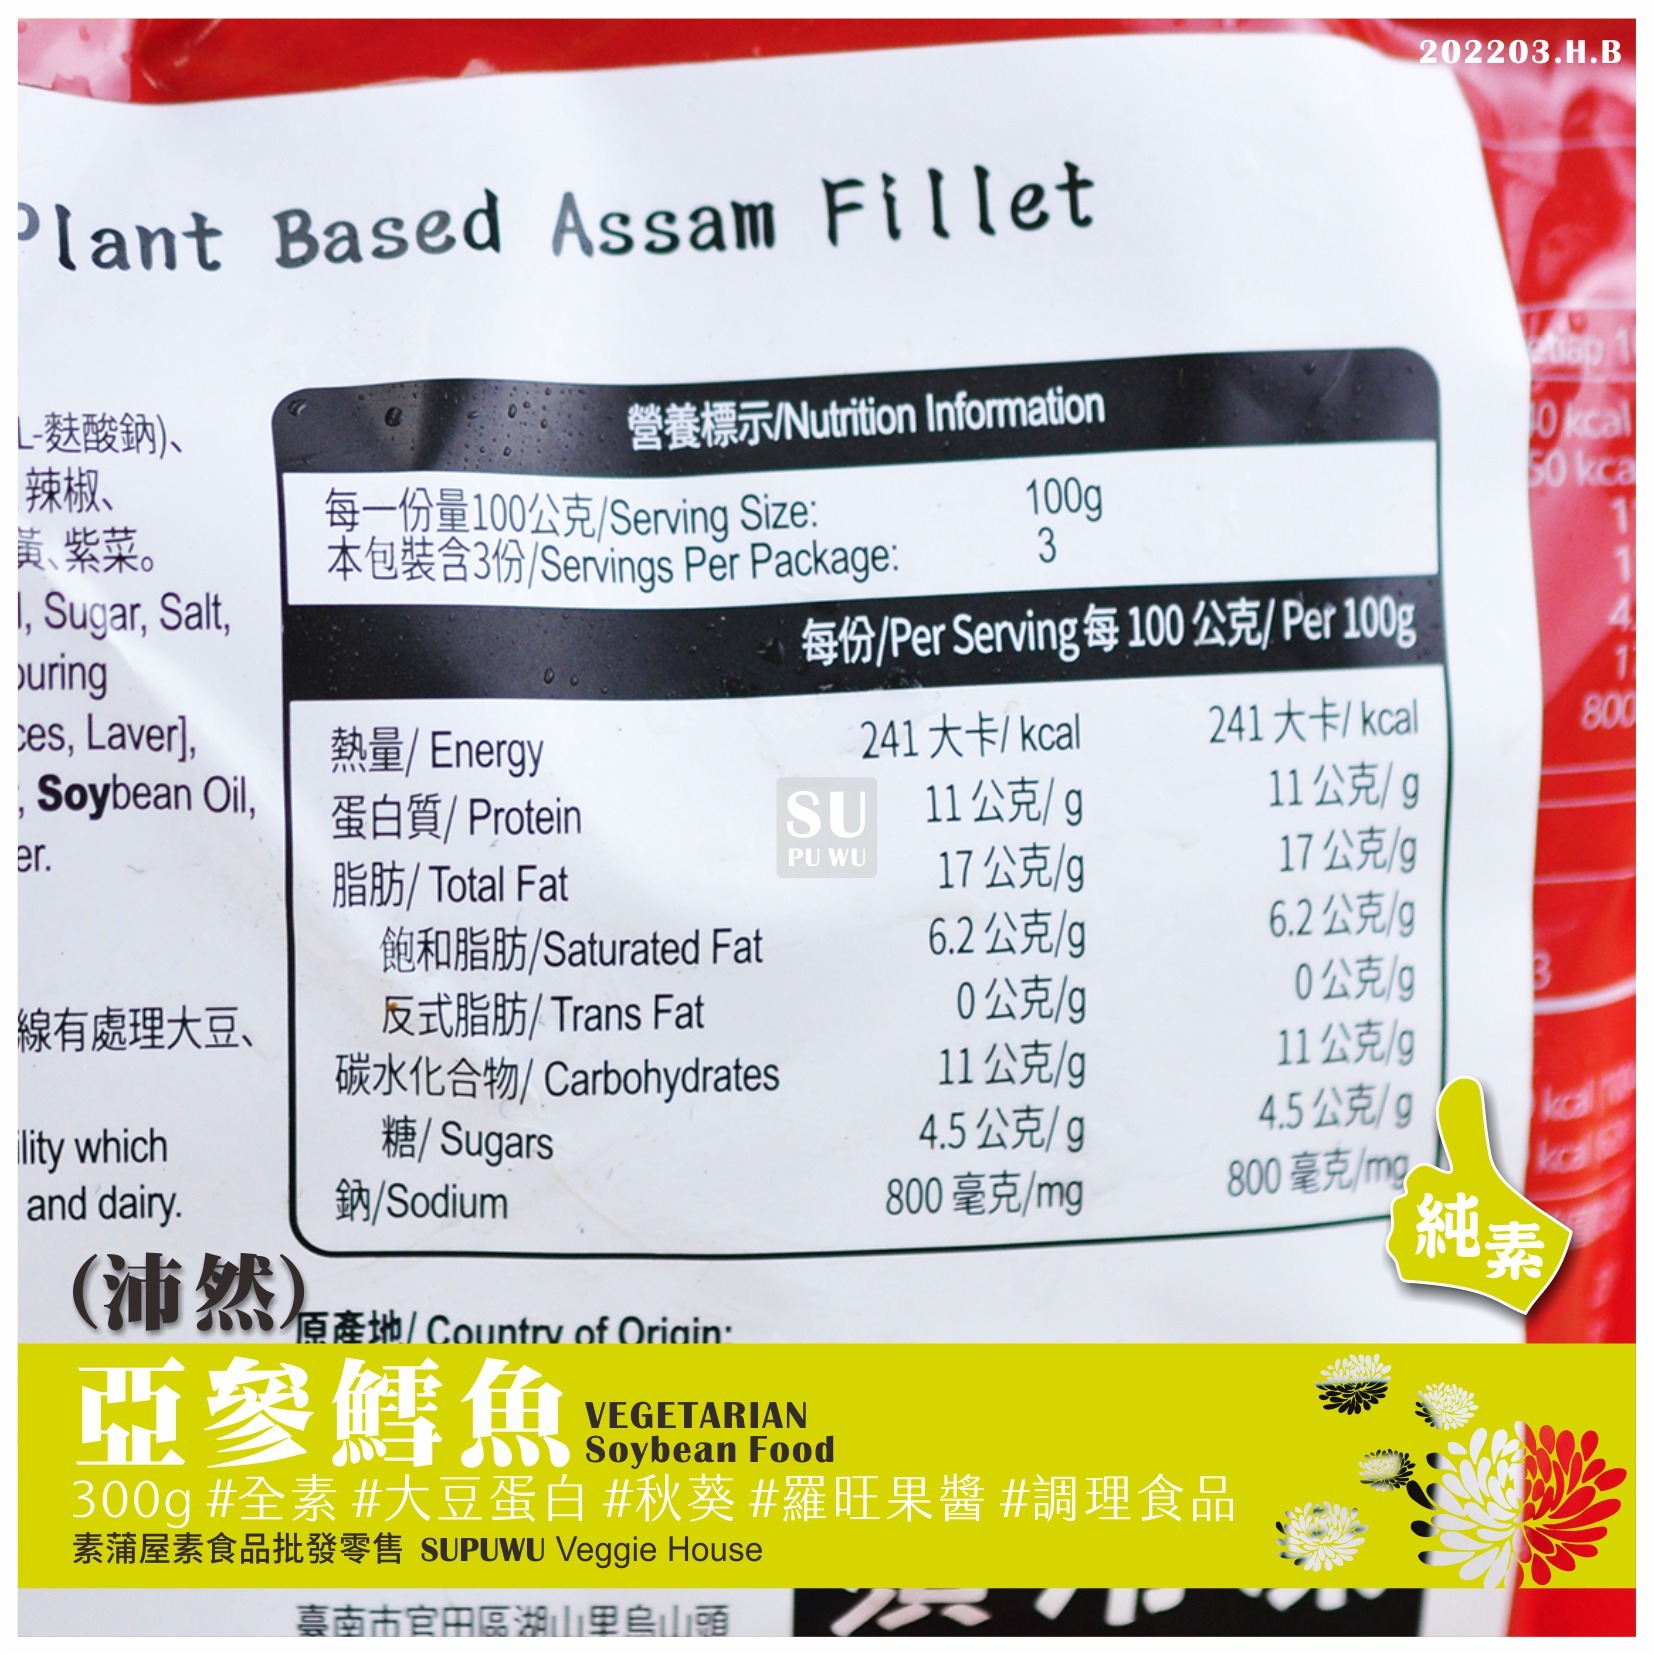 202203.H.B
Plant Based Assam Fillet
L-麩酸鈉)、
辣椒、
黃、紫菜。
, Sugar, Salt,
ouring
ces, Laver],
, Soybean Oil,
er.
線有處理大豆、
ility which
and dairy.
營養標示/Nutrition Information
每一份量100公克/Serving Size: 100g
本包裝含3份/Servings Per Package: 3
每份/Per Serving 每 100 公克/ Per 100g
熱量/ Energy 241 大卡/ kcal 241 大卡/ kcal
蛋白質/ Protein 11 公克/ g 11 公克/ g
脂肪/ Total Fat 17 公克/g 17 公克/g
飽和脂肪/Saturated Fat 6.2 公克/g 6.2 公克/g
反式脂肪/ Trans Fat 0 公克/g 0 公克/g
碳水化合物/ Carbohydrates 11 公克/g 11 公克/g
糖/ Sugars 4.5 公克/ g 4.5 公克/ g
鈉/Sodium 800 毫克/mg 800 毫克/mg
SU
PU WU
0 kcal
50 kca
800
純素
(沛然)
原產地/ Country of Origin:
亞參鱈魚
VEGETARIAN
Soybean Food
300g #全素 #大豆蛋白 #秋葵 #羅旺果醬 #調理食品
素蒲屋素食品批發零售 SUPUWU Veggie House
臺南市官田區湖山里烏山頭